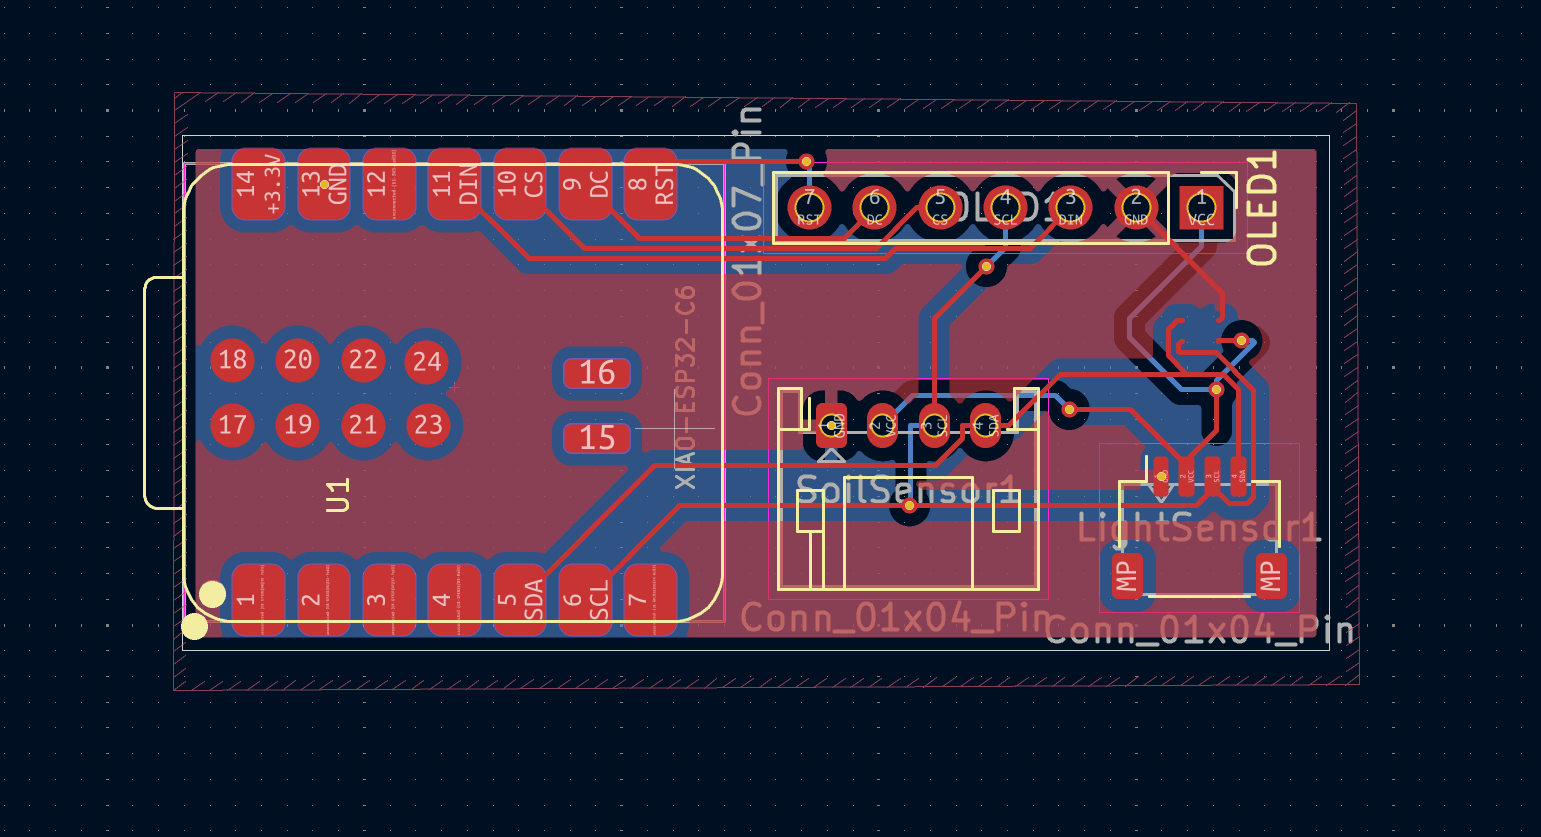 14
+3.3V
13
GND
12
11
DIN
10
CS
9
DC
8
RST
Conn_01x07_Pin
7
RST
6
DC
5
CS
4
SCL
3
DIN
2
GND
1
VCC
OLED1
OLED1
18
20
22
24
16
17
19
21
23
15
XIAO-ESP32-C6
U1
1
GND
2
VCC
3
SCL
4
SDA
SoilSensor1
2
VCC
3
SCL
4
SDA
LightSensor1
1
2
3
4
5
SDA
6
SCL
7
MP
MP
Conn_01x04_Pin
Conn_01x04_Pin